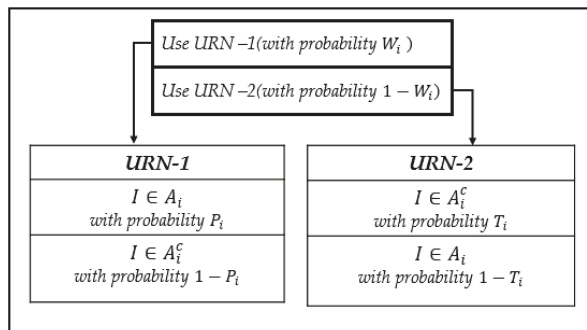 Use URN –1(with probability W_i )
Use URN –2(with probability 1 − W_i)
URN-1
I ∈ A_i
with probability P_i
I ∈ A_i^c
with probability 1 − P_i
URN-2
I ∈ A_i^c
with probability T_i
I ∈ A_i
with probability 1 − T_i